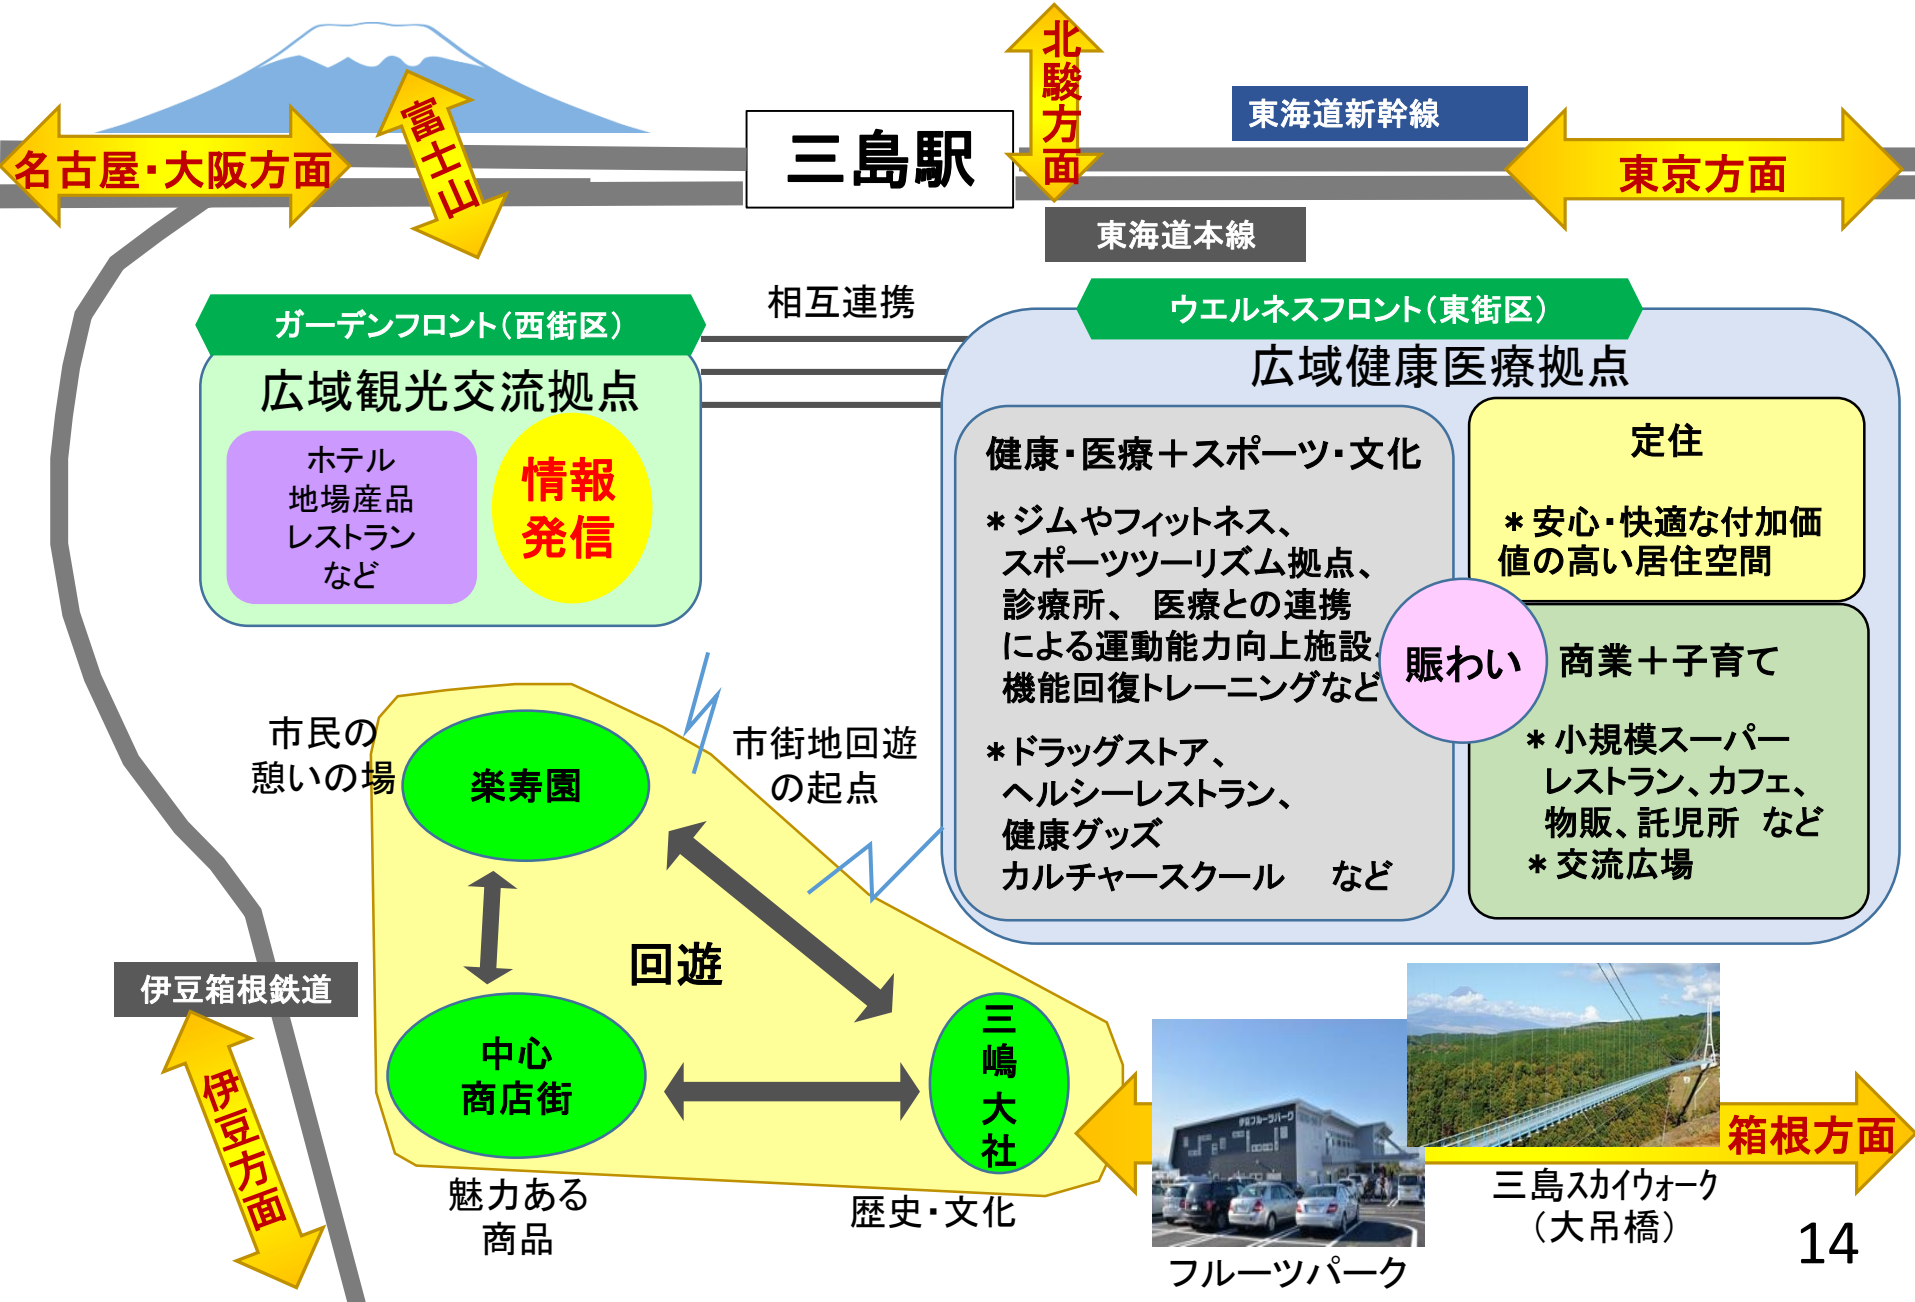 北駿方面
富士山
東海道新幹線
三島駅
名古屋・大阪方面
東京方面
東海道本線
相互連携
ガーデンフロント（西街区）
広域観光交流拠点
ホテル
地場産品
レストラン
など
情報
発信
ウエルネスフロント（東街区）
広域健康医療拠点
健康・医療＋スポーツ・文化
＊ジムやフィットネス、
スポーツツーリズム拠点、
診療所、 医療との連携
による運動能力向上施設、
機能回復トレーニングなど
＊ドラッグストア、
ヘルシーレストラン、
健康グッズ
カルチャースクール　など
定住
＊安心・快適な付加価
値の高い居住空間
賑わい
商業＋子育て
＊小規模スーパー
レストラン、カフェ、
物販、託児所 など
＊交流広場
市民の
憩いの場
楽寿園
市街地回遊
の起点
回遊
中心
商店街
魅力ある
商品
三嶋大社
歴史・文化
伊豆箱根鉄道
伊豆方面
伊豆フルーツパーク
フルーツパーク
箱根方面
三島スカイウォーク
（大吊橋）
14